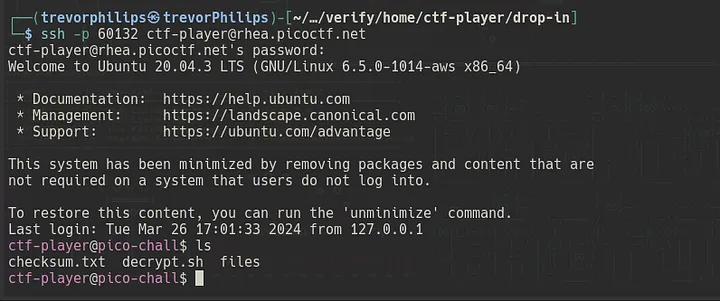 ┌──(trevorphilips㉿trevorPhilips)-[~/…/verify/home/ctf-player/drop-in]
└─$ ssh -p 60132 ctf-player@rhea.picoctf.net
ctf-player@rhea.picoctf.net's password:
Welcome to Ubuntu 20.04.3 LTS (GNU/Linux 6.5.0-1014-aws x86_64)
* Documentation:  https://help.ubuntu.com
* Management:     https://landscape.canonical.com
* Support:        https://ubuntu.com/advantage
This system has been minimized by removing packages and content that are
not required on a system that users do not log into.
To restore this content, you can run the 'unminimize' command.
Last login: Tue Mar 26 17:01:33 2024 from 127.0.0.1
ctf-player@pico-chall$ ls
checksum.txt  decrypt.sh  files
ctf-player@pico-chall$